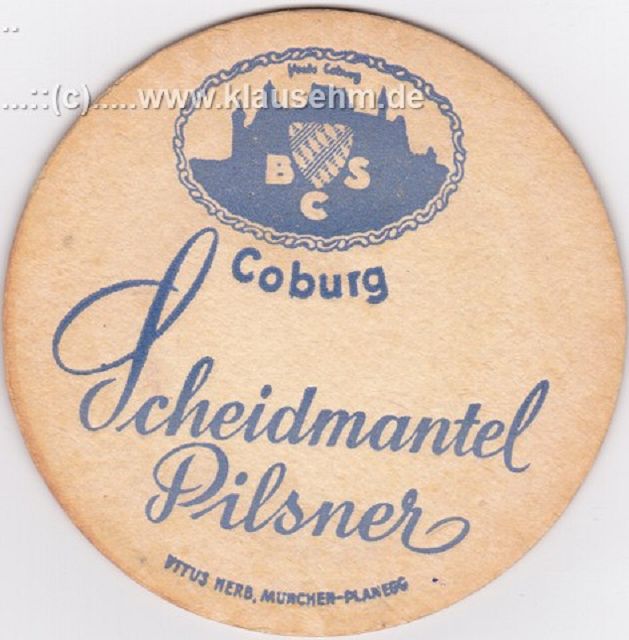 ..
...::(c).....www.klausehm.de
Veste Coburg
B S
C
Coburg
Scheidmantel
Pilsner
VITUS HERB, MÜNCHEN-PLANEGG